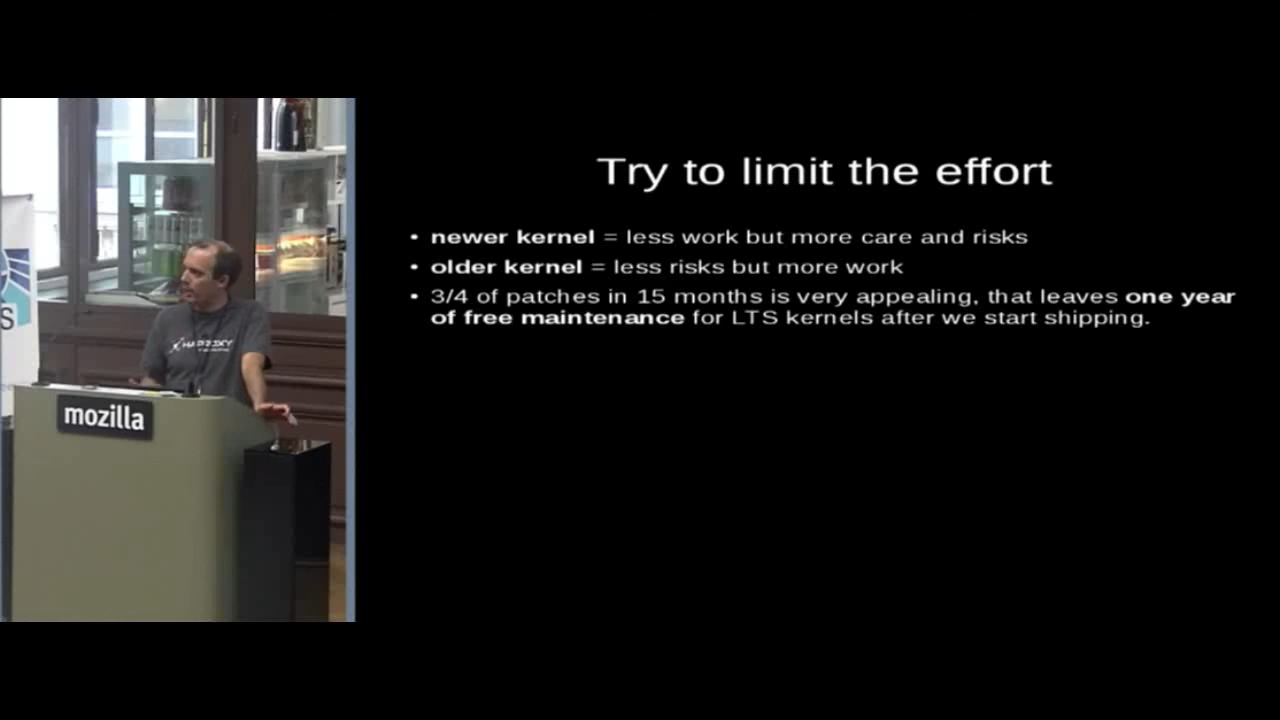 Try to limit the effort
• newer kernel = less work but more care and risks
• older kernel = less risks but more work
• 3/4 of patches in 15 months is very appealing, that leaves one year
of free maintenance for LTS kernels after we start shipping.
mozilla
S